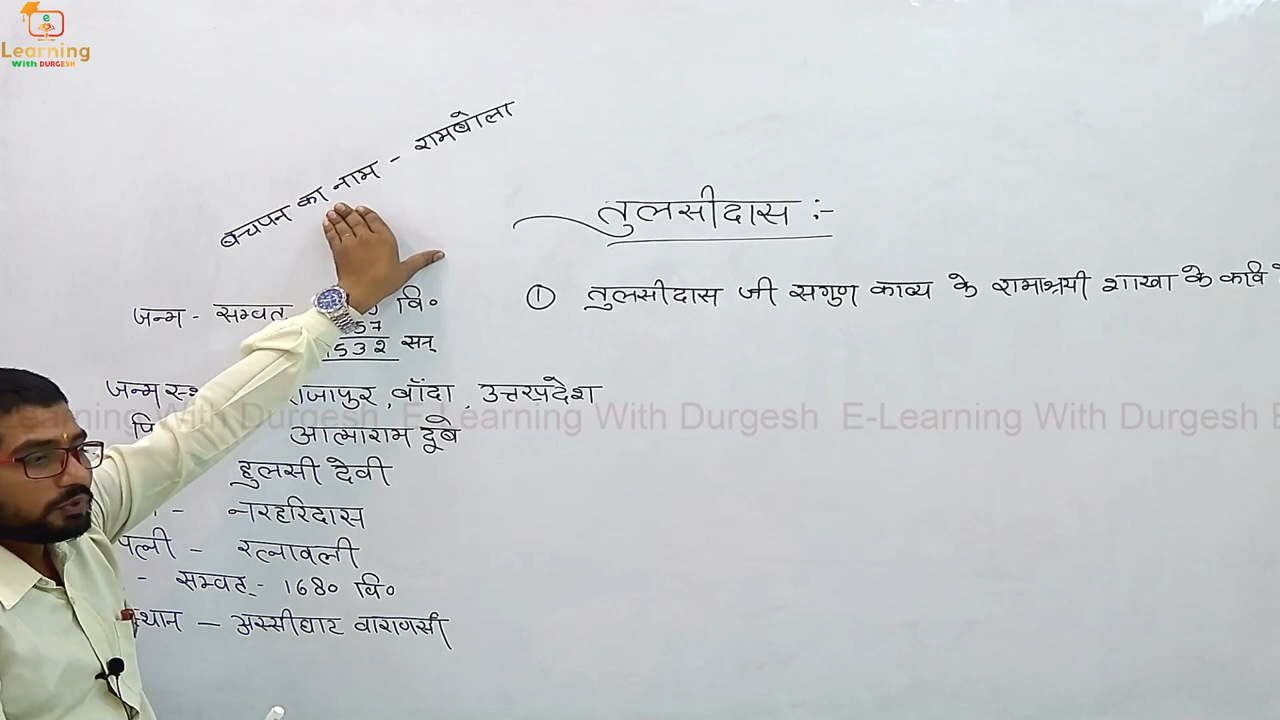 e
Learning
With DURGESH
बचपन का नाम - रामबोला
तुलसीदास :-
① तुलसीदास जी सगुण काव्य के रामाश्रयी शाखा के कवि
जन्म - सम्वत वि०
57
1532 सन्
जन्म राजापुर, बाँदा, उत्तरप्रदेश
आत्माराम दूबे
हुलसी देवी
- नरहरिदास
पत्नी - रत्नावली
- सम्वत - 1680 वि०
स्थान - अस्सीघाट वाराणसी
Learning With Durgesh E-Learning With Durgesh E-Learning With Durgesh E